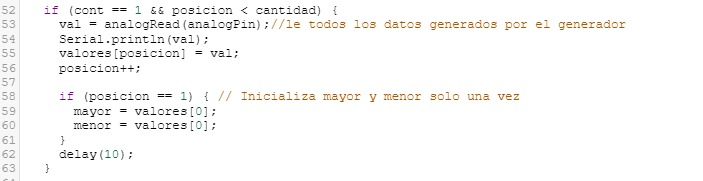 52 if (cont == 1 && posicion < cantidad) {
53 val = analogRead(analogPin);//le todos los datos generados por el generador
54 Serial.println(val);
55 valores[posicion] = val;
56 posicion++;
57
58 if (posicion == 1) { // Inicializa mayor y menor solo una vez
59 mayor = valores[0];
60 menor = valores[0];
61 }
62 delay(10);
63 }